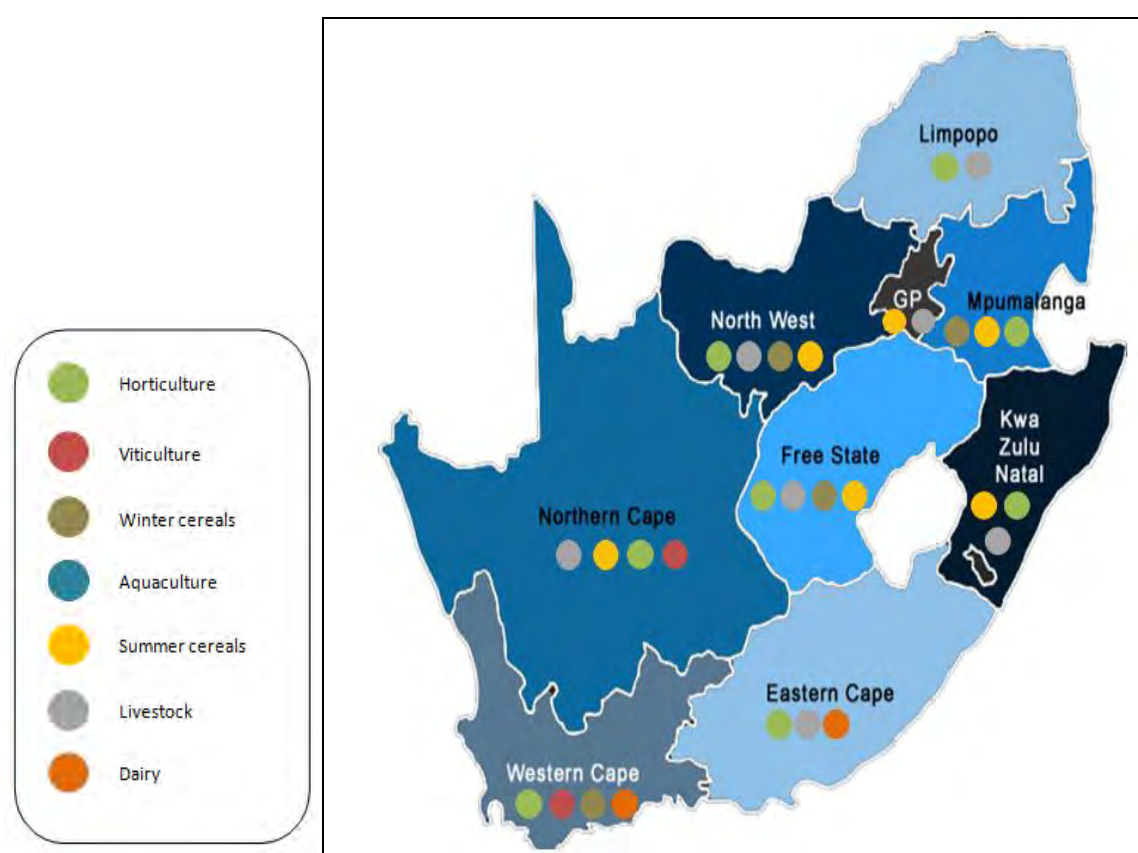 Horticulture
Viticulture
Winter cereals
Aquaculture
Summer cereals
Livestock
Dairy
Limpopo
GP
Mpumalanga
North West
Kwa
Zulu
Natal
Free State
Northern Cape
Eastern Cape
Western Cape